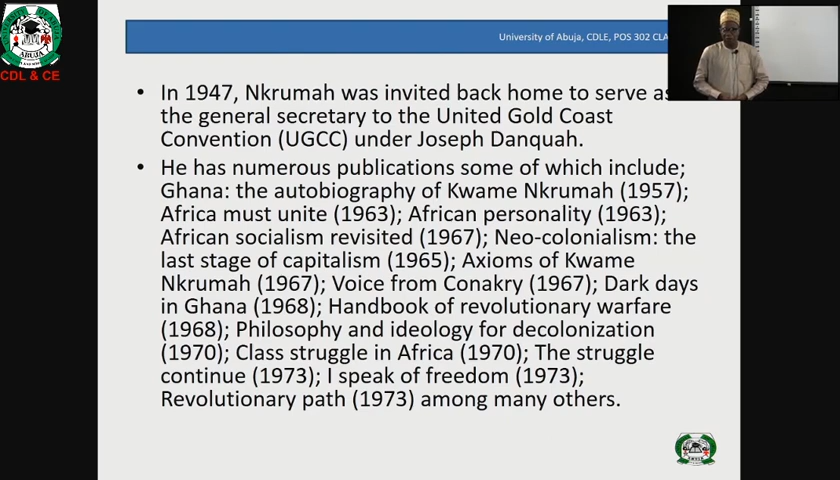 ABUJA
CDL & CE
University of Abuja, CDLE, POS 302 CLA
• In 1947, Nkrumah was invited back home to serve as
the general secretary to the United Gold Coast
Convention (UGCC) under Joseph Danquah.
• He has numerous publications some of which include;
Ghana: the autobiography of Kwame Nkrumah (1957);
Africa must unite (1963); African personality (1963);
African socialism revisited (1967); Neo-colonialism: the
last stage of capitalism (1965); Axioms of Kwame
Nkrumah (1967); Voice from Conakry (1967); Dark days
in Ghana (1968); Handbook of revolutionary warfare
(1968); Philosophy and ideology for decolonization
(1970); Class struggle in Africa (1970); The struggle
continue (1973); I speak of freedom (1973);
Revolutionary path (1973) among many others.